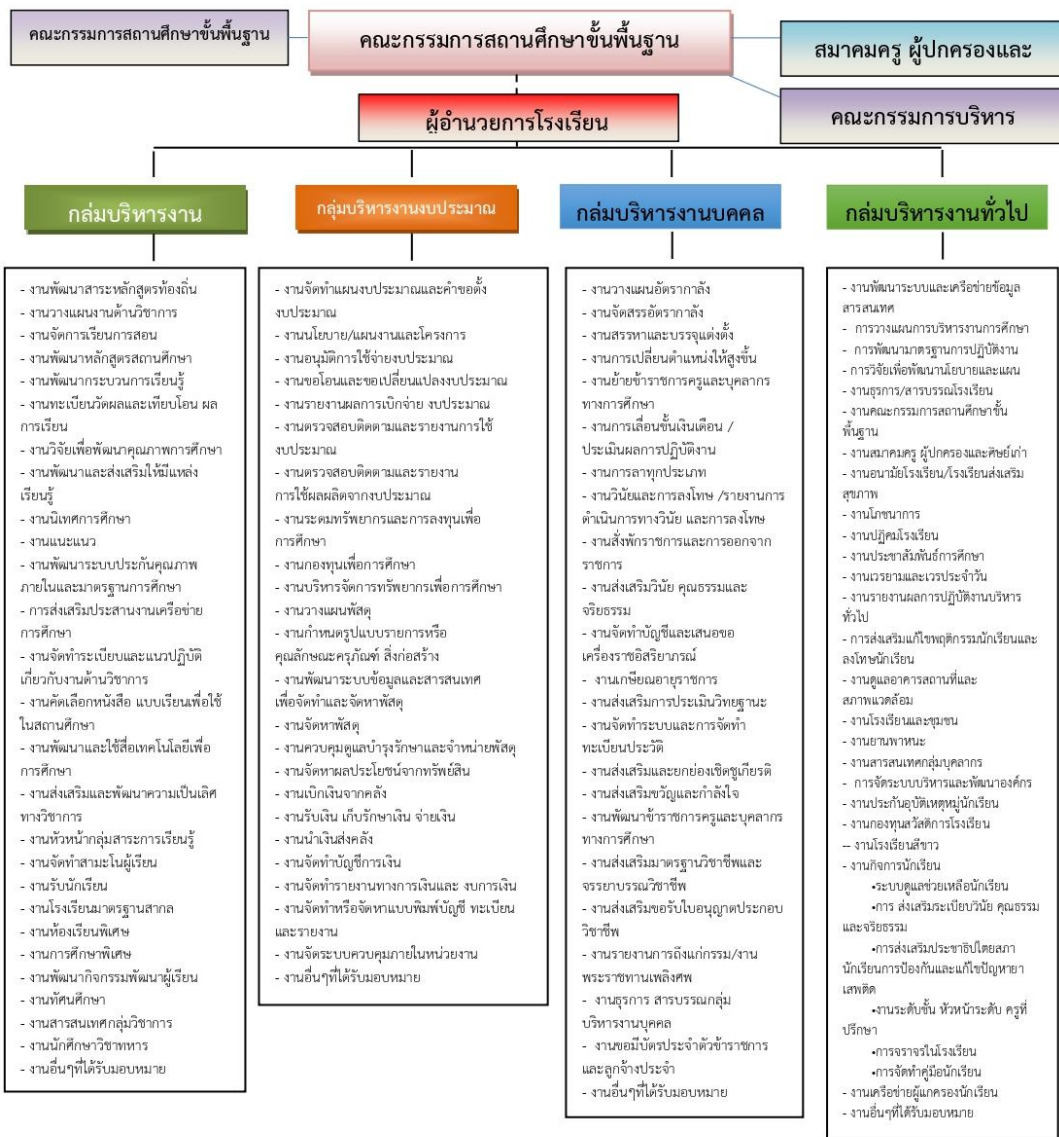 คณะกรรมการสถานศึกษาขั้นพื้นฐาน
คณะกรรมการสถานศึกษาขั้นพื้นฐาน
สมาคมครู ผู้ปกครองและ
คณะกรรมการบริหาร
ผู้อำนวยการโรงเรียน
กลุ่มบริหารงาน
- งานพัฒนาสาระหลักสูตรท้องถิ่น
- งานวางแผนงานด้านวิชาการ
- งานจัดการเรียนการสอน
- งานพัฒนาหลักสูตรสถานศึกษา
- งานพัฒนากระบวนการเรียนรู้
- งานทะเบียนวัดผลและเทียบโอน ผล
การเรียน
- งานวิจัยเพื่อพัฒนาคุณภาพการศึกษา
- งานพัฒนาและส่งเสริมให้มีแหล่ง
เรียนรู้
- งานนิเทศการศึกษา
- งานแนะแนว
- งานพัฒนาระบบประกันคุณภาพ
ภายในและมาตรฐานการศึกษา
- การส่งเสริมประสานงานเครือข่าย
การศึกษา
- งานจัดทำระเบียบและแนวปฏิบัติ
เกี่ยวกับงานด้านวิชาการ
- งานคัดเลือกหนังสือ แบบเรียนเพื่อใช้
ในสถานศึกษา
- งานพัฒนาและใช้สื่อเทคโนโลยีเพื่อ
การศึกษา
- งานส่งเสริมและพัฒนาความเป็นเลิศ
ทางวิชาการ
- งานหัวหน้ากลุ่มสาระการเรียนรู้
- งานจัดทำสามะโนผู้เรียน
- งานรับนักเรียน
- งานโรงเรียนมาตรฐานสากล
- งานห้องเรียนพิเศษ
- งานการศึกษาพิเศษ
- งานพัฒนากิจกรรมพัฒนาผู้เรียน
- งานทัศนศึกษา
- งานสารสนเทศกลุ่มวิชาการ
- งานนักศึกษาวิชาทหาร
- งานอื่นๆที่ได้รับมอบหมาย
กลุ่มบริหารงานงบประมาณ
- งานจัดทำแผนงบประมาณและคำขอตั้ง
งบประมาณ
- งานนโยบาย/แผนงานและโครงการ
- งานอนุมัติการใช้จ่ายงบประมาณ
- งานขอโอนและขอเปลี่ยนแปลงงบประมาณ
- งานรายงานผลการเบิกจ่าย งบประมาณ
- งานตรวจสอบติดตามและรายงานการใช้
งบประมาณ
- งานตรวจสอบติดตามและรายงาน
การใช้ผลผลิตจากงบประมาณ
- งานระดมทรัพยากรและการลงทุนเพื่อ
การศึกษา
- งานกองทุนเพื่อการศึกษา
- งานบริหารจัดการทรัพยากรเพื่อการศึกษา
- งานวางแผนพัสดุ
- งานกำหนดรูปแบบรายการหรือ
คุณลักษณะครุภัณฑ์ สิ่งก่อสร้าง
- งานพัฒนาระบบข้อมูลและสารสนเทศ
เพื่อจัดทำและจัดหาพัสดุ
- งานจัดหาพัสดุ
- งานควบคุมดูแลบำรุงรักษาและจำหน่ายพัสดุ
- งานจัดหาผลประโยชน์จากทรัพย์สิน
- งานเบิกเงินจากคลัง
- งานรับเงิน เก็บรักษาเงิน จ่ายเงิน
- งานนำเงินส่งคลัง
- งานจัดทำบัญชีการเงิน
- งานจัดทำรายงานทางการเงินและ งบการเงิน
- งานจัดทำหรือจัดหาแบบพิมพ์บัญชี ทะเบียน
และรายงาน
- งานจัดระบบควบคุมภายในหน่วยงาน
- งานอื่นๆที่ได้รับมอบหมาย
กลุ่มบริหารงานบุคคล
- งานวางแผนอัตรากาลัง
- งานจัดสรรอัตรากาลัง
- งานสรรหาและบรรจุแต่งตั้ง
- งานการเปลี่ยนตำแหน่งให้สูงขึ้น
- งานย้ายข้าราชการครูและบุคลากร
ทางการศึกษา
- งานการเลื่อนขั้นเงินเดือน /
ประเมินผลการปฏิบัติงาน
- งานการลาทุกประเภท
- งานวินัยและการลงโทษ /รายงานการ
ดำเนินการทางวินัย และการลงโทษ
- งานสั่งพักราชการและการออกจาก
ราชการ
- งานส่งเสริมวินัย คุณธรรมและ
จริยธรรม
- งานจัดทำบัญชีและเสนอขอ
เครื่องราชอิสริยาภรณ์
- งานเกษียณอายุราชการ
- งานส่งเสริมการประเมินวิทยฐานะ
- งานจัดทำระบบและการจัดทำ
ทะเบียนประวัติ
- งานส่งเสริมและยกย่องเชิดชูเกียรติ
- งานส่งเสริมขวัญและกำลังใจ
- งานพัฒนาข้าราชการครูและบุคลากร
ทางการศึกษา
- งานส่งเสริมมาตรฐานวิชาชีพและ
จรรยาบรรณวิชาชีพ
- งานส่งเสริมขอรับใบอนุญาตประกอบ
วิชาชีพ
- งานรายงานการถึงแก่กรรม/งาน
พระราชทานเพลิงศพ
- งานธุรการ สารบรรณกลุ่ม
บริหารงานบุคคล
- งานขอมีบัตรประจำตัวข้าราชการ
และลูกจ้างประจำ
- งานอื่นๆที่ได้รับมอบหมาย
กลุ่มบริหารงานทั่วไป
- งานพัฒนาระบบและเครือข่ายข้อมูล
สารสนเทศ
- การวางแผนการบริหารงานการศึกษา
- การพัฒนามาตรฐานการปฏิบัติงาน
- การวิจัยเพื่อพัฒนานโยบายและแผน
- งานธุรการ/สารบรรณโรงเรียน
- งานคณะกรรมการสถานศึกษาขั้น
พื้นฐาน
- งานสมาคมครู ผู้ปกครองและศิษย์เก่า
- งานอนามัยโรงเรียน/โรงเรียนส่งเสริม
สุขภาพ
- งานโภชนาการ
- งานปฏิคมโรงเรียน
- งานประชาสัมพันธ์การศึกษา
- งานเวรยามและเวรประจำวัน
- งานรายงานผลการปฏิบัติงานบริหาร
ทั่วไป
- การส่งเสริมแก้ไขพฤติกรรมนักเรียนและ
ลงโทษนักเรียน
- งานดูแลอาคารสถานที่และ
สภาพแวดล้อม
- งานโรงเรียนและชุมชน
- งานยานพาหนะ
- งานสารสนเทศกลุ่มบุคลากร
- การจัดระบบบริหารและพัฒนาองค์กร
- งานประกันอุบัติเหตุหมู่นักเรียน
- งานกองทุนสวัสดิการโรงเรียน
-- งานโรงเรียนสีขาว
- งานกิจการนักเรียน
•ระบบดูแลช่วยเหลือนักเรียน
•การ ส่งเสริมระเบียบวินัย คุณธรรม
และจริยธรรม
•การส่งเสริมประชาธิปไตยสภา
นักเรียนการป้องกันและแก้ไขปัญหายา
เสพติด
•งานระดับชั้น หัวหน้าระดับ ครูที่
ปรึกษา
•การจราจรในโรงเรียน
•การจัดทำคู่มือนักเรียน
- งานเครือข่ายผู้แกครองนักเรียน
- งานอื่นๆที่ได้รับมอบหมาย